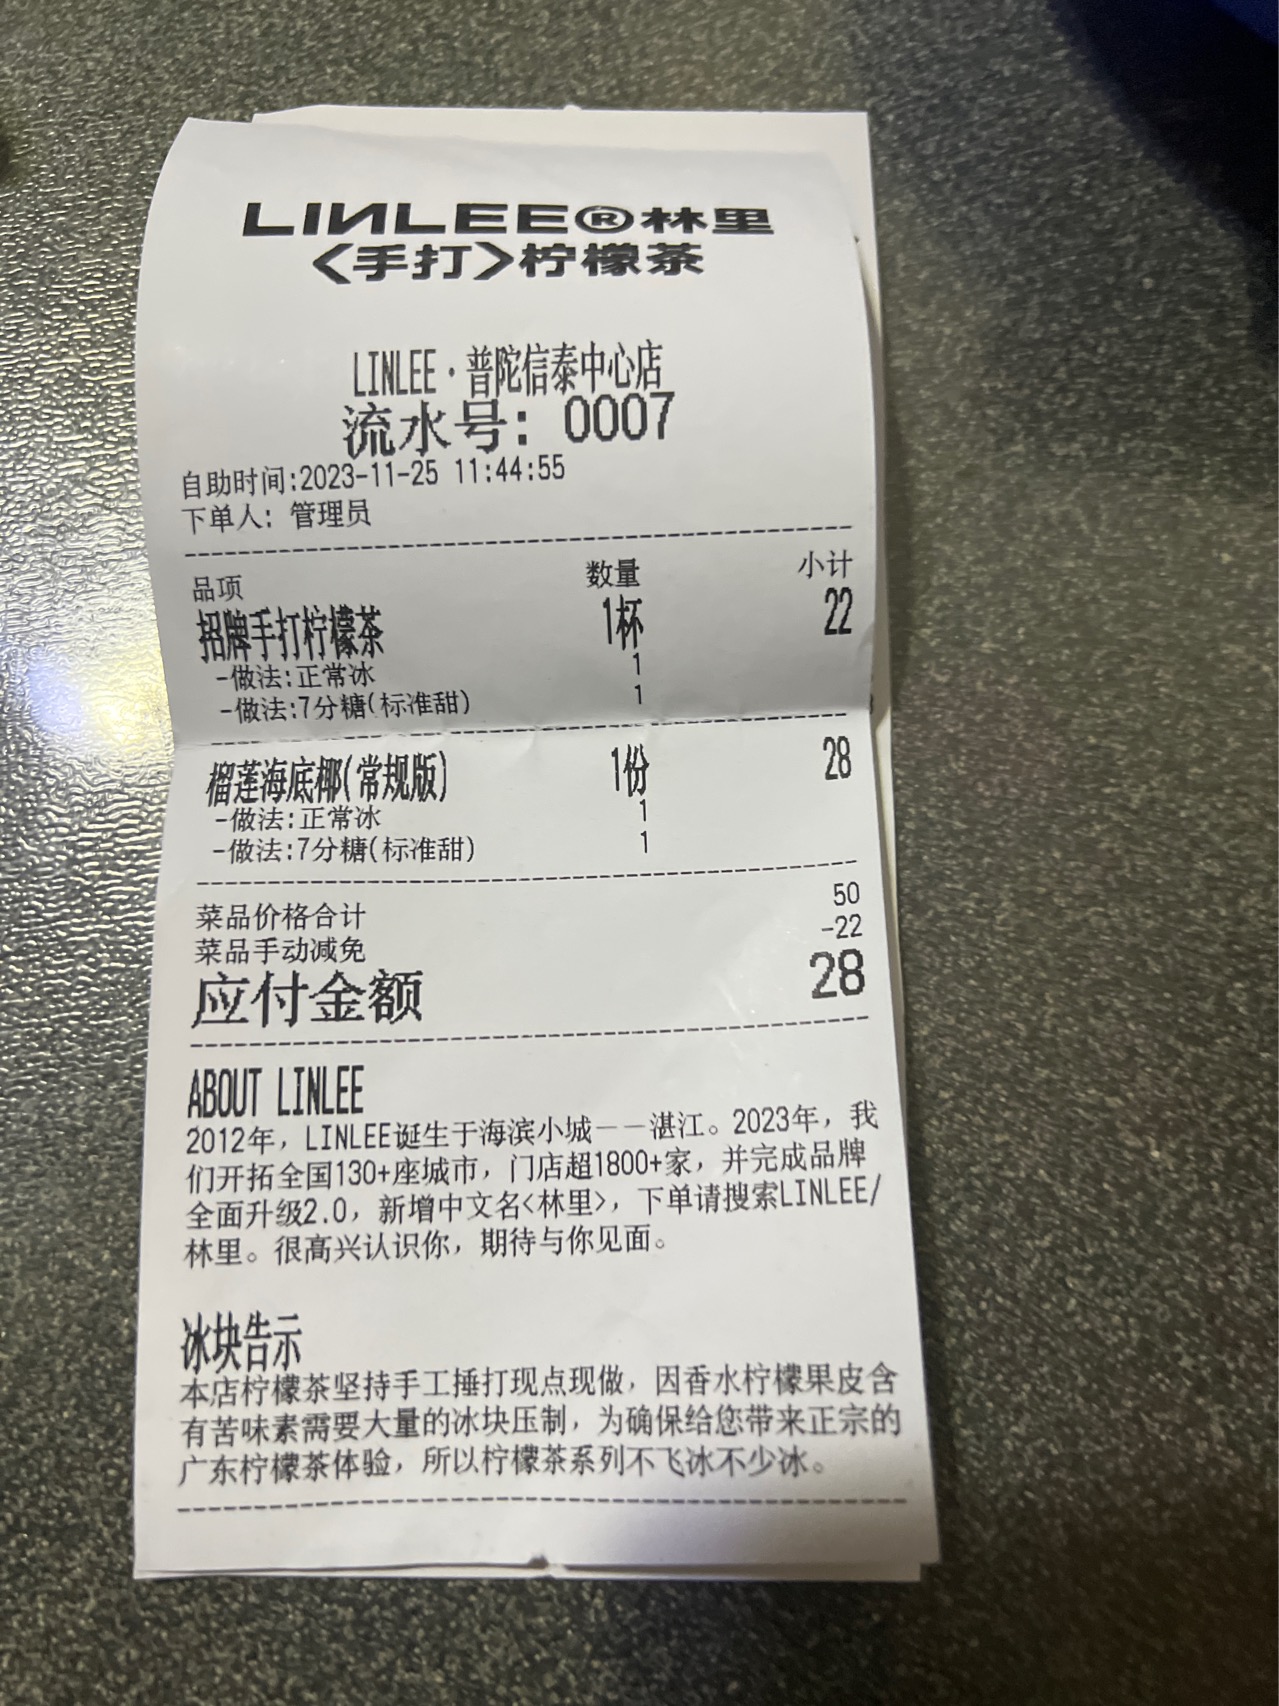 LINLEE®林里
<手打>柠檬茶
LINLEE·普陀信泰中心店
流水号: 0007
自助时间:2023-11-25 11:44:55
下单人: 管理员
品项 数量 小计
招牌手打柠檬茶 1杯 22
-做法:正常冰 1
-做法:7分糖(标准甜) 1
榴莲海底椰(常规版) 1份 28
-做法:正常冰 1
-做法:7分糖(标准甜) 1
菜品价格合计 50
菜品手动减免 -22
应付金额 28
ABOUT LINLEE
2012年，LINLEE诞生于海滨小城——湛江。2023年，我
们开拓全国130+座城市，门店超1800+家，并完成品牌
全面升级2.0，新增中文名<林里>，下单请搜索LINLEE/
林里。很高兴认识你，期待与你见面。
冰块告示
本店柠檬茶坚持手工捶打现点现做，因香水柠檬果皮含
有苦味素需要大量的冰块压制，为确保给您带来正宗的
广东柠檬茶体验，所以柠檬茶系列不飞冰不少冰。